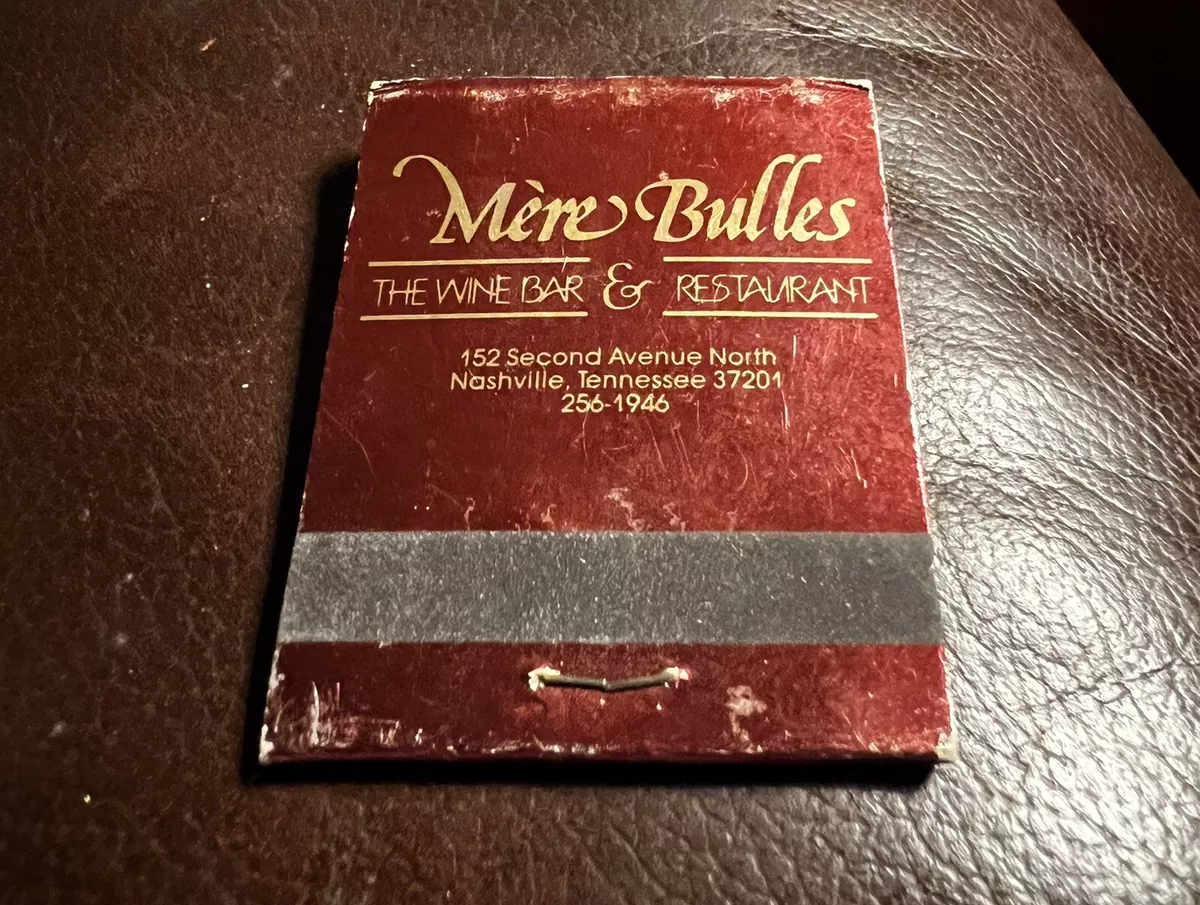 Mère Bulles
THE WINE BAR & RESTAURANT
152 Second Avenue North
Nashville, Tennessee 37201
256-1946